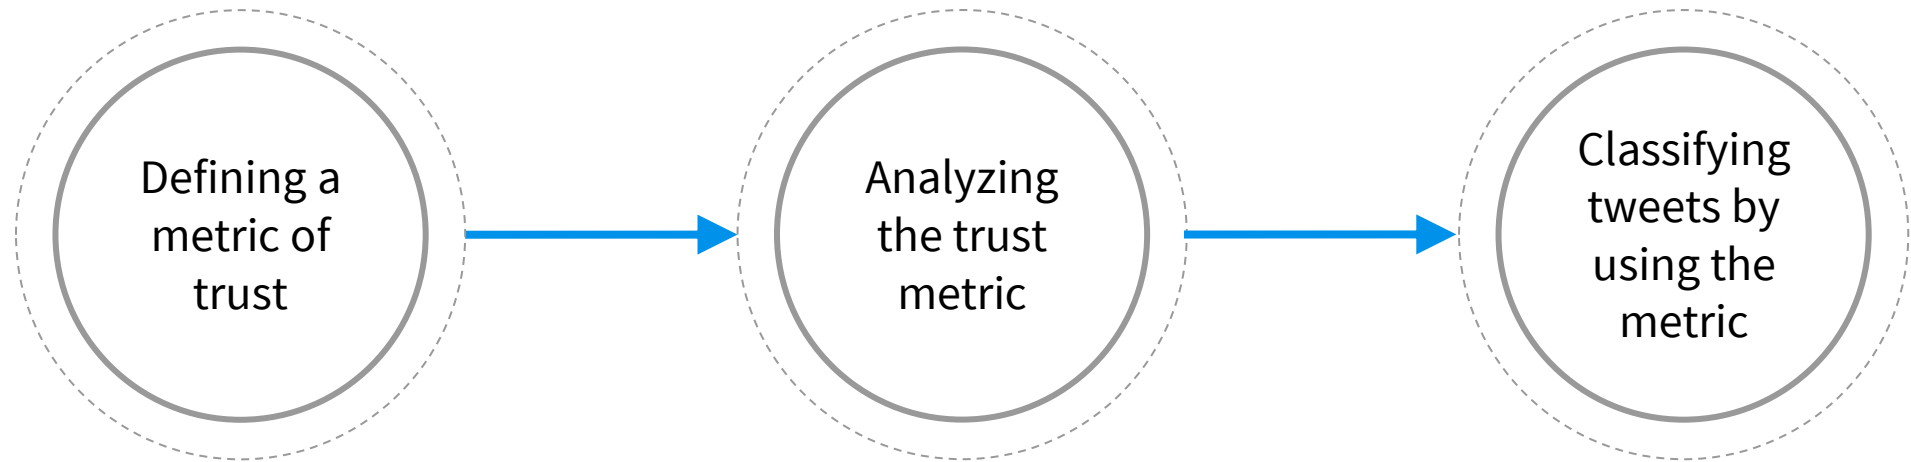 Defining a
metric of
trust
Analyzing
the trust
metric
Classifying
tweets by
using the
metric